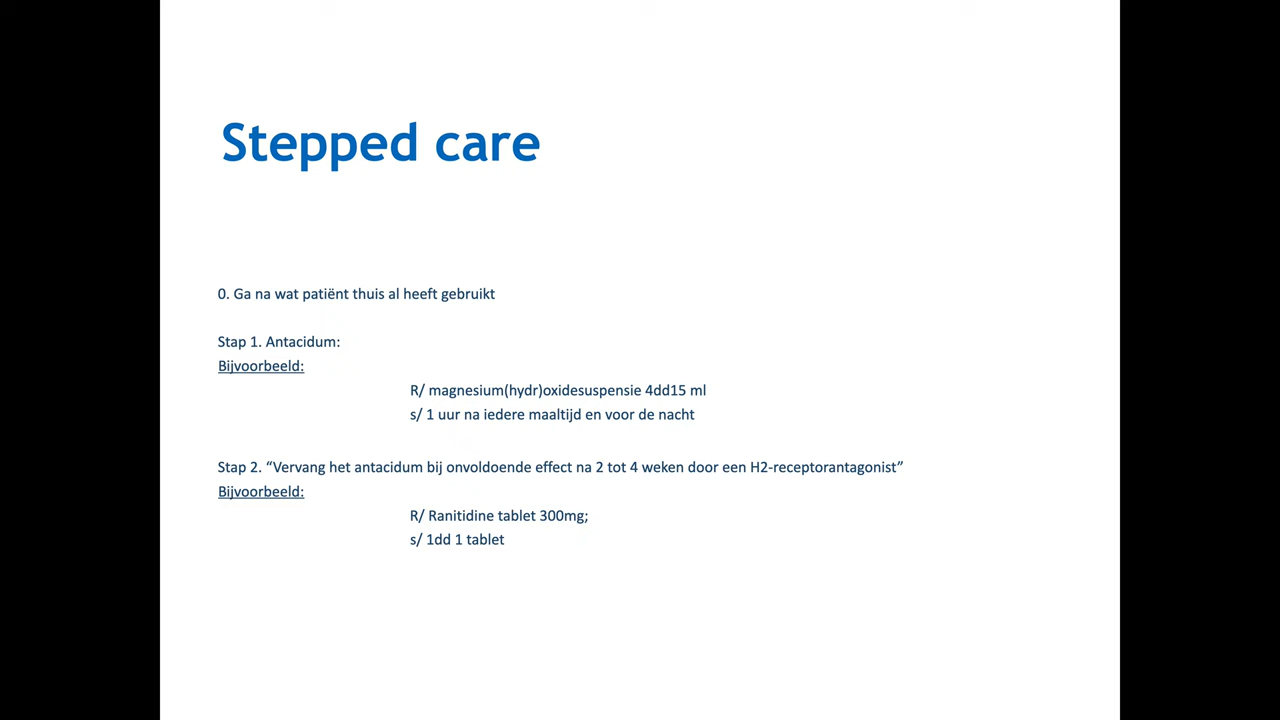 Stepped care
0. Ga na wat patiënt thuis al heeft gebruikt
Stap 1. Antacidum:
Bijvoorbeeld:
R/ magnesium(hydr)oxidesuspensie 4dd15 ml
s/ 1 uur na iedere maaltijd en voor de nacht
Stap 2. “Vervang het antacidum bij onvoldoende effect na 2 tot 4 weken door een H2-receptorantagonist”
Bijvoorbeeld:
R/ Ranitidine tablet 300mg;
s/ 1dd 1 tablet